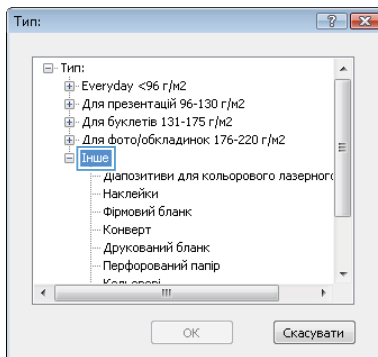 Тип:
Тип:
Everyday <96 г/м2
Для презентацій 96-130 г/м2
Для буклетів 131-175 г/м2
Для фото/обкладинок 176-220 г/м2
Інше
Діапозитиви для кольорового лазерного
Наклейки
Фірмовий бланк
Конверт
Друкований бланк
Перфорований папір
Кольорові
OK
Скасувати